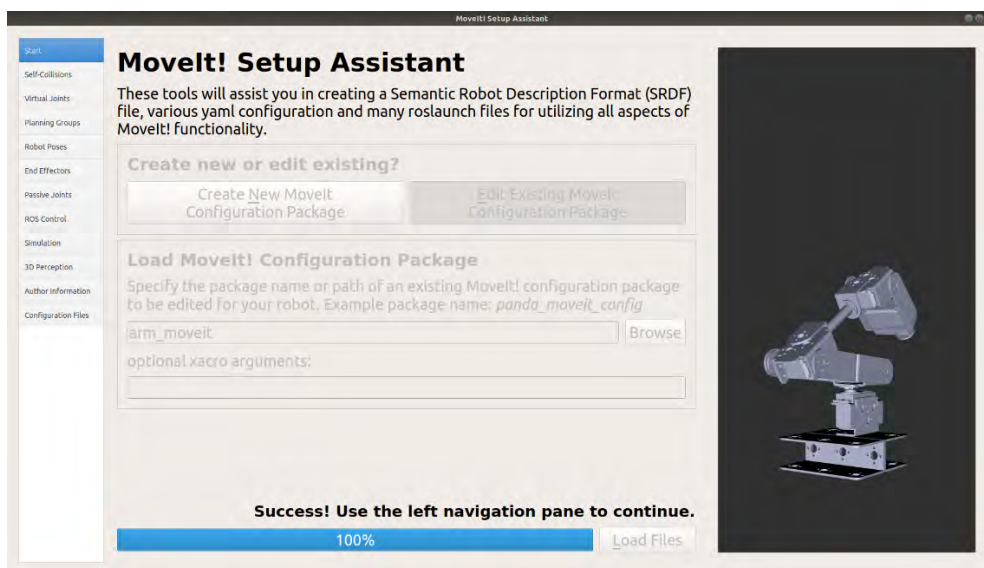 MoveIt! Setup Assistant
Start
Self-Collisions
Virtual Joints
Planning Groups
Robot Poses
End Effectors
Passive Joints
ROS Control
Simulation
3D Perception
Author Information
Configuration Files
MoveIt! Setup Assistant
These tools will assist you in creating a Semantic Robot Description Format (SRDF)
file, various yaml configuration and many roslaunch files for utilizing all aspects of
MoveIt! functionality.
Create new or edit existing?
Create New MoveIt
Configuration Package
Edit Existing MoveIt
Configuration Package
Load MoveIt! Configuration Package
Specify the package name or path of an existing MoveIt! configuration package
to be edited for your robot. Example package name: panda_moveit_config
arm_moveit
Browse
optional xacro arguments:
Success! Use the left navigation pane to continue.
100%
Load Files